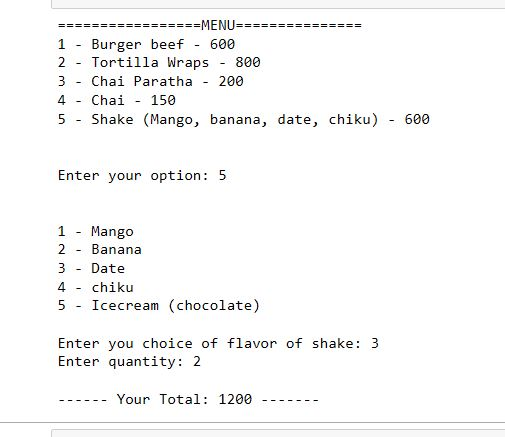 =================MENU===============
1 - Burger beef - 600
2 - Tortilla Wraps - 800
3 - Chai Paratha - 200
4 - Chai - 150
5 - Shake (Mango, banana, date, chiku) - 600
Enter your option: 5
1 - Mango
2 - Banana
3 - Date
4 - chiku
5 - Icecream (chocolate)
Enter you choice of flavor of shake: 3
Enter quantity: 2
------ Your Total: 1200 -------